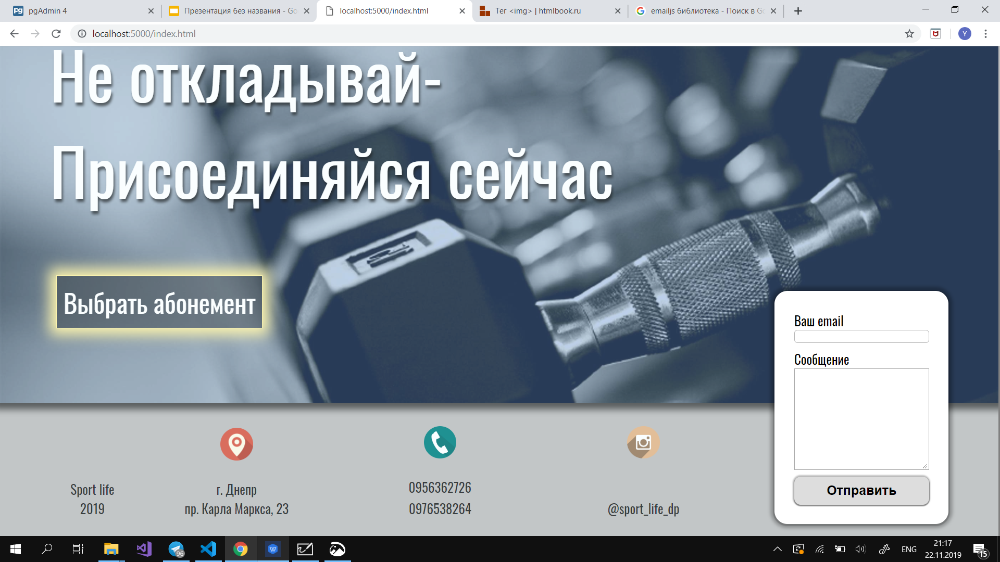 pgAdmin 4
Презентация без названия - Go
localhost:5000/index.html
Тег <img> | htmlbook.ru
emailjs библиотека - Поиск в Go
localhost:5000/index.html
Y
Не откладывай-
Присоединяйся сейчас
Выбрать абонемент
Ваш email
Сообщение
Отправить
Sport life
2019
г. Днепр
пр. Карла Маркса, 23
0956362726
0976538264
@sport_life_dp
96
ENG
21:17
22.11.2019
15